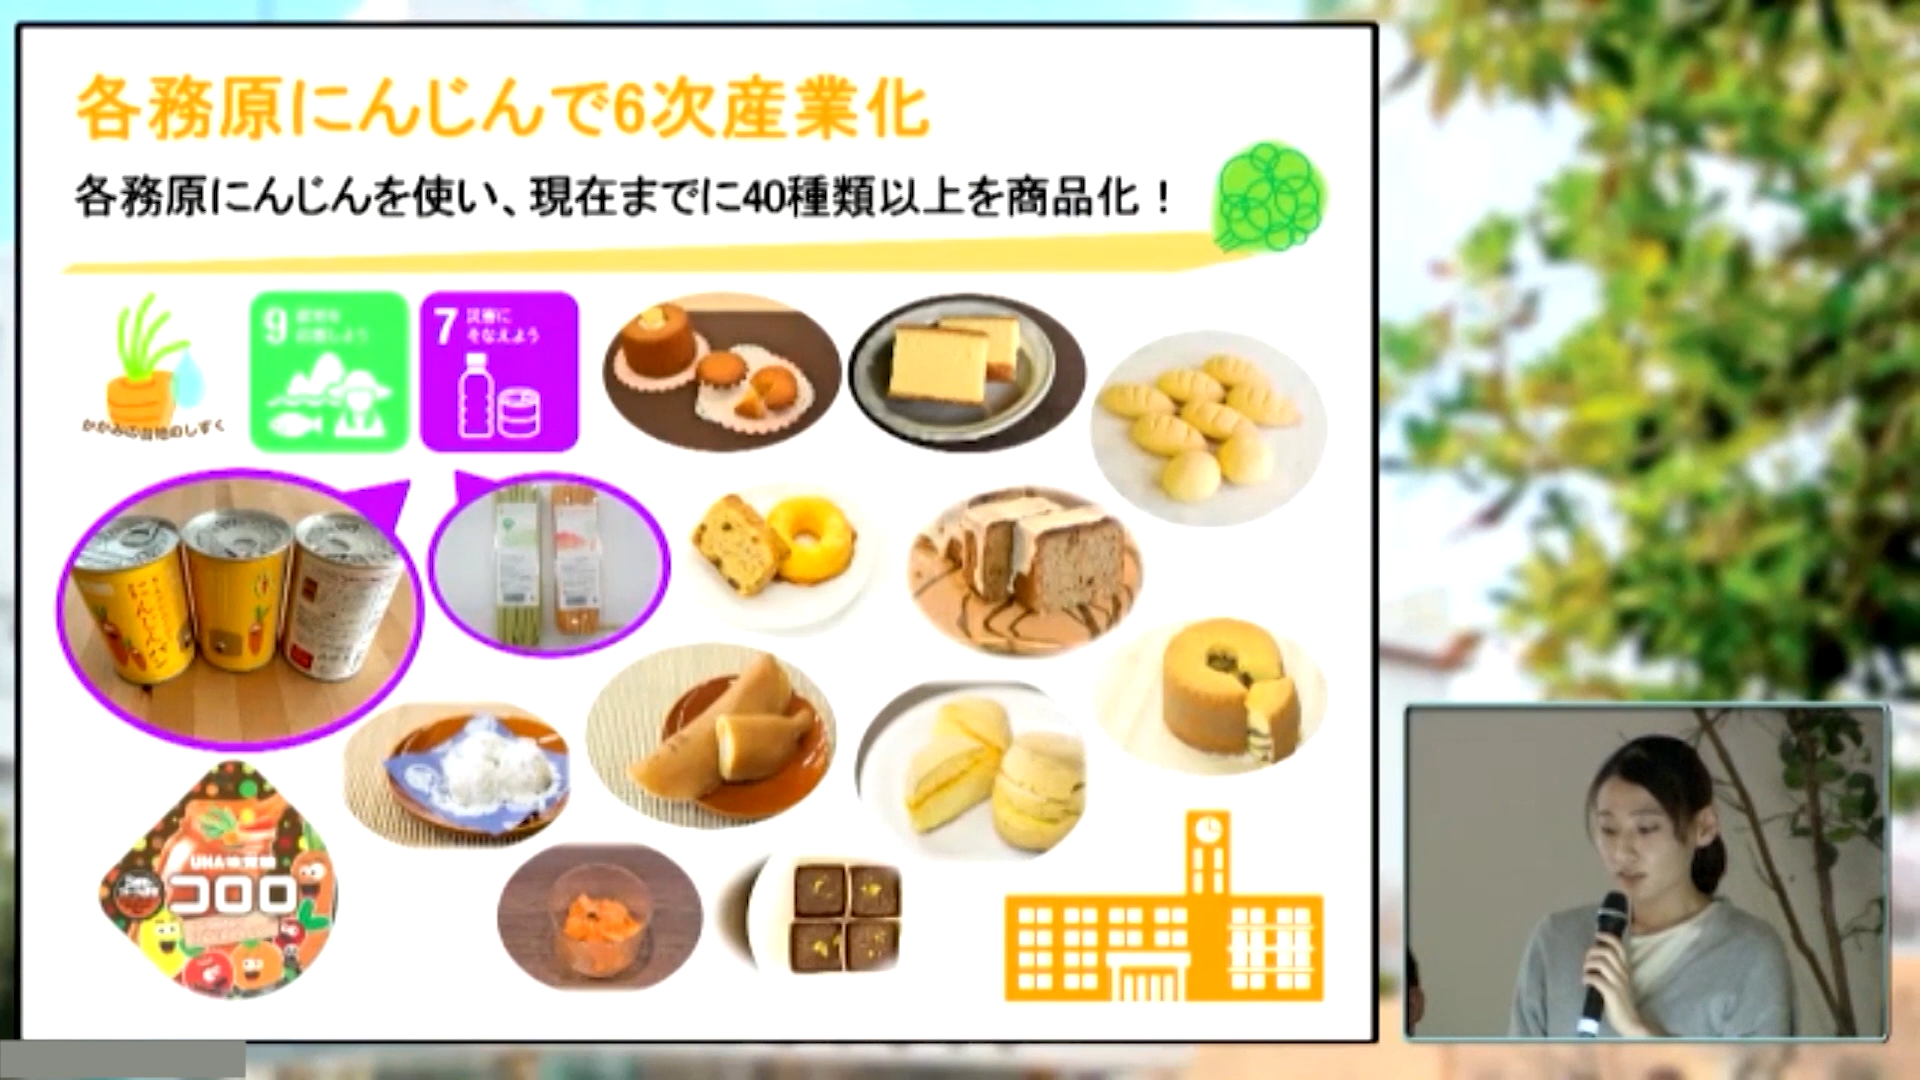 各務原にんじんで6次産業化
各務原にんじんを使い、現在までに40種類以上を商品化！
9
7 災害に
そなえよう
かかみの台地のしずく
にんじんパン
UHA味覚糖
コロロ